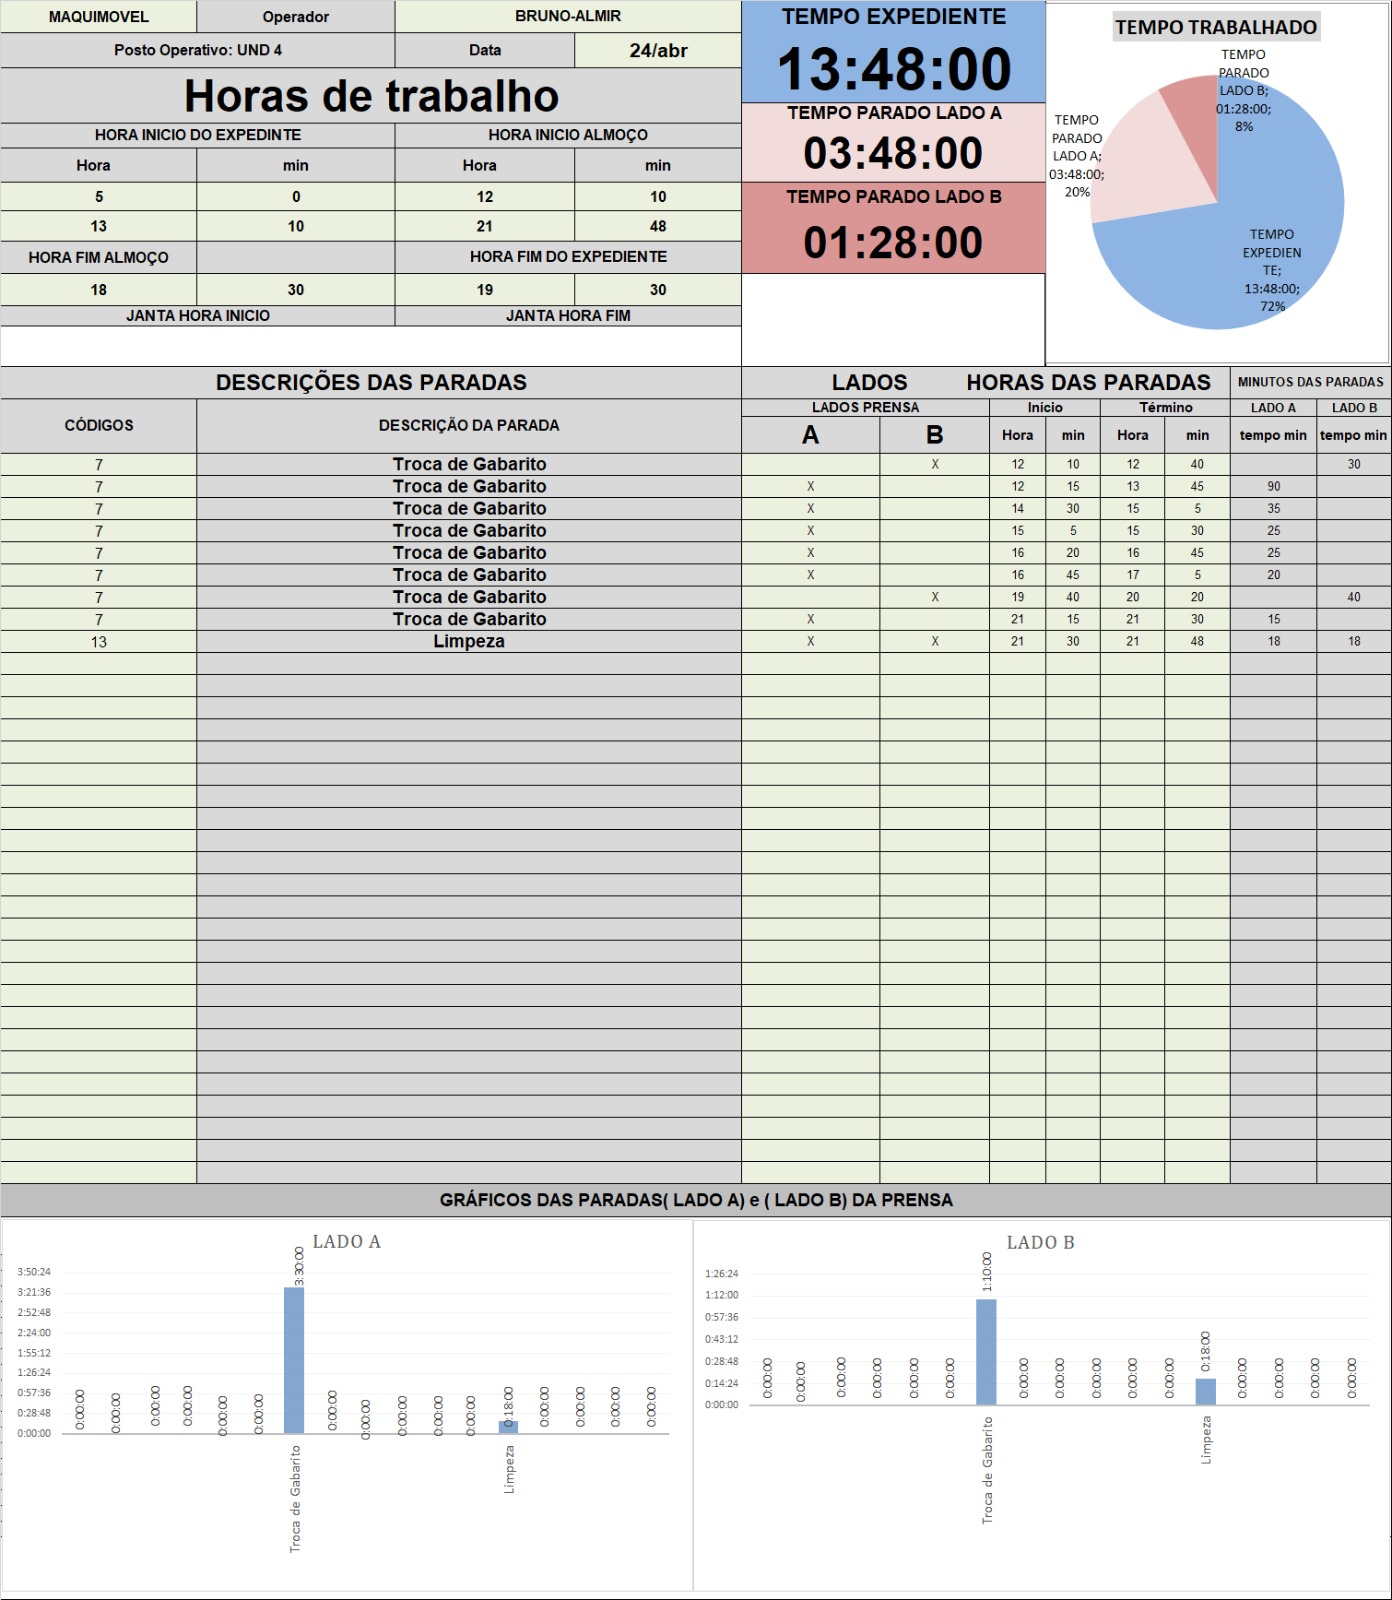 MAQUIMOVEL Operador BRUNO-ALMIR
Posto Operativo: UND 4 Data 24/abr
Horas de trabalho
HORA INICIO DO EXPEDINTE HORA INICIO ALMOÇO
Hora min Hora min
5 0 12 10
13 10 21 48
HORA FIM ALMOÇO HORA FIM DO EXPEDIENTE
18 30 19 30
JANTA HORA INICIO JANTA HORA FIM
TEMPO EXPEDIENTE
13:48:00
TEMPO PARADO LADO A
03:48:00
TEMPO PARADO LADO B
01:28:00
TEMPO TRABALHADO
TEMPO
PARADO
LADO B;
01:28:00;
8%
TEMPO
PARADO
LADO A;
03:48:00;
20%
TEMPO
EXPEDIEN
TE;
13:48:00;
72%
DESCRIÇÕES DAS PARADAS LADOS HORAS DAS PARADAS MINUTOS DAS PARADAS
LADOS PRENSA Início Término LADO A LADO B
CÓDIGOS DESCRIÇÃO DA PARADA A B Hora min Hora min tempo min tempo min
7 Troca de Gabarito X 12 10 12 40 30
7 Troca de Gabarito X 12 15 13 45 90
7 Troca de Gabarito X 14 30 15 5 35
7 Troca de Gabarito X 15 5 15 30 25
7 Troca de Gabarito X 16 20 16 45 25
7 Troca de Gabarito X 16 45 17 5 20
7 Troca de Gabarito X 19 40 20 20 40
7 Troca de Gabarito X 21 15 21 30 15
13 Limpeza X X 21 30 21 48 18 18
GRÁFICOS DAS PARADAS( LADO A) e ( LADO B) DA PRENSA
LADO A
3:50:24
3:21:36
2:52:48
2:24:00
1:55:12
1:26:24
0:57:36
0:28:48
0:00:00
0:00:00 0:00:00 0:00:00 0:00:00 0:00:00 0:00:00 3:30:00 0:00:00 0:00:00 0:00:00 0:00:00 0:00:00 0:18:00 0:00:00 0:00:00 0:00:00 0:00:00
Troca de Gabarito Limpeza
LADO B
1:26:24
1:12:00
0:57:36
0:43:12
0:28:48
0:14:24
0:00:00
0:00:00 0:00:00 0:00:00 0:00:00 0:00:00 0:00:00 1:10:00 0:00:00 0:00:00 0:00:00 0:00:00 0:00:00 0:18:00 0:00:00 0:00:00 0:00:00 0:00:00
Troca de Gabarito Limpeza